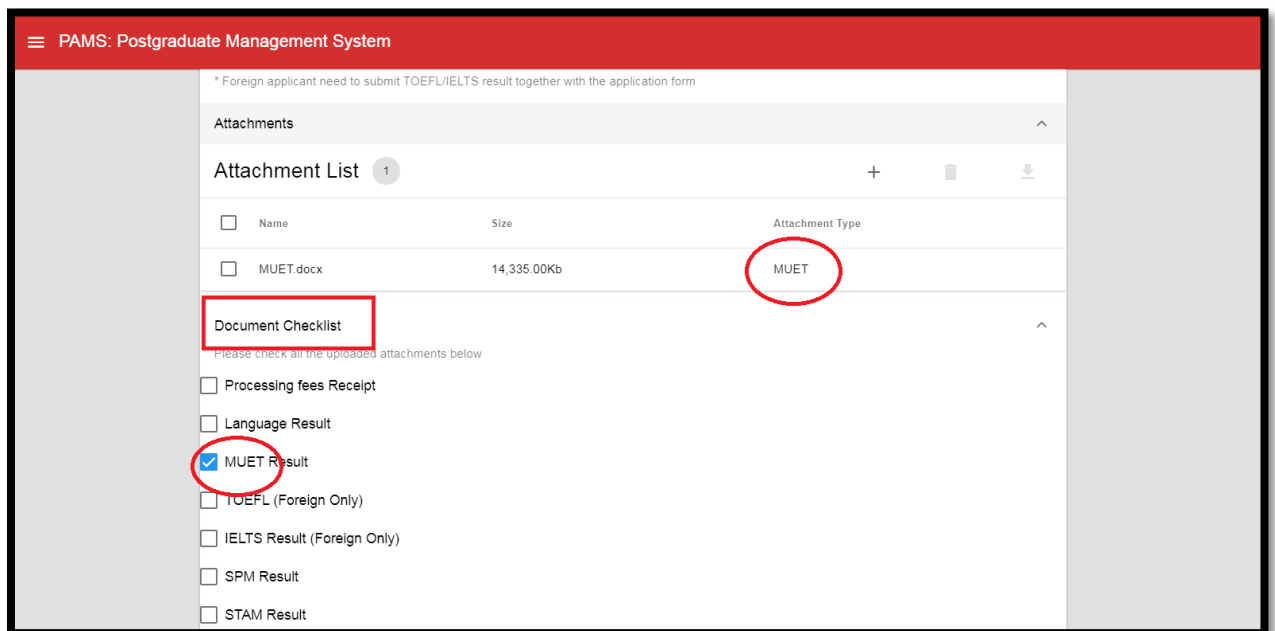 PAMS: Postgraduate Management System
* Foreign applicant need to submit TOEFL/IELTS result together with the application form
Attachments
Attachment List 1
Name Size Attachment Type
MUET.docx 14,335.00Kb MUET
Document Checklist
Please check all the uploaded attachments below
Processing fees Receipt
Language Result
MUET Result
TOEFL (Foreign Only)
IELTS Result (Foreign Only)
SPM Result
STAM Result